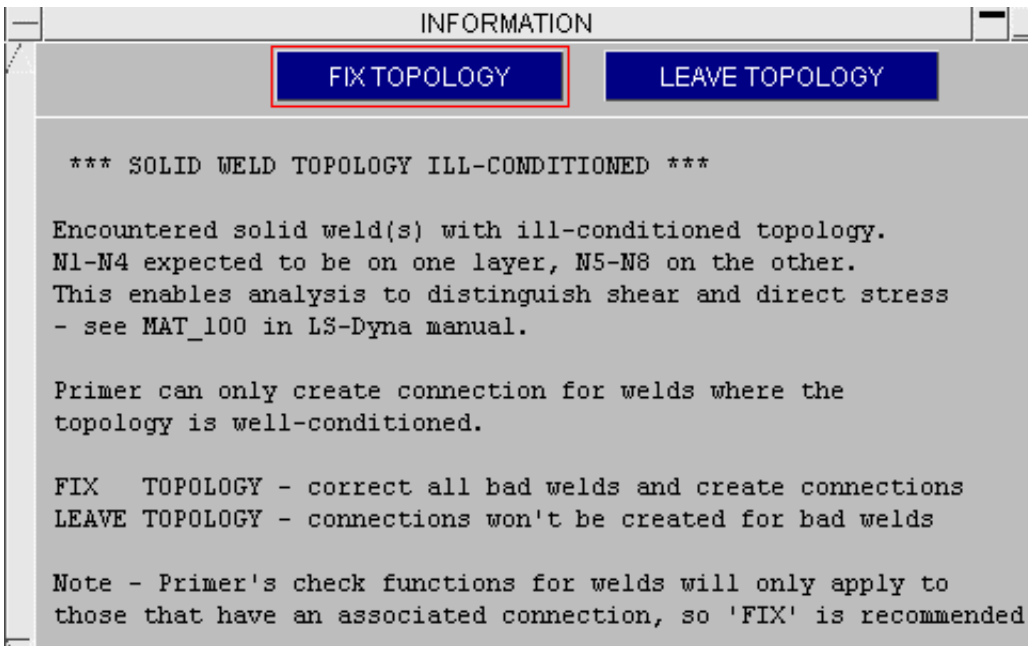 INFORMATION
FIX TOPOLOGY
LEAVE TOPOLOGY
*** SOLID WELD TOPOLOGY ILL-CONDITIONED ***
Encountered solid weld(s) with ill-conditioned topology.
N1-N4 expected to be on one layer, N5-N8 on the other.
This enables analysis to distinguish shear and direct stress
- see MAT_100 in LS-Dyna manual.
Primer can only create connection for welds where the
topology is well-conditioned.
FIX   TOPOLOGY - correct all bad welds and create connections
LEAVE TOPOLOGY - connections won't be created for bad welds
Note - Primer's check functions for welds will only apply to
those that have an associated connection, so 'FIX' is recommended